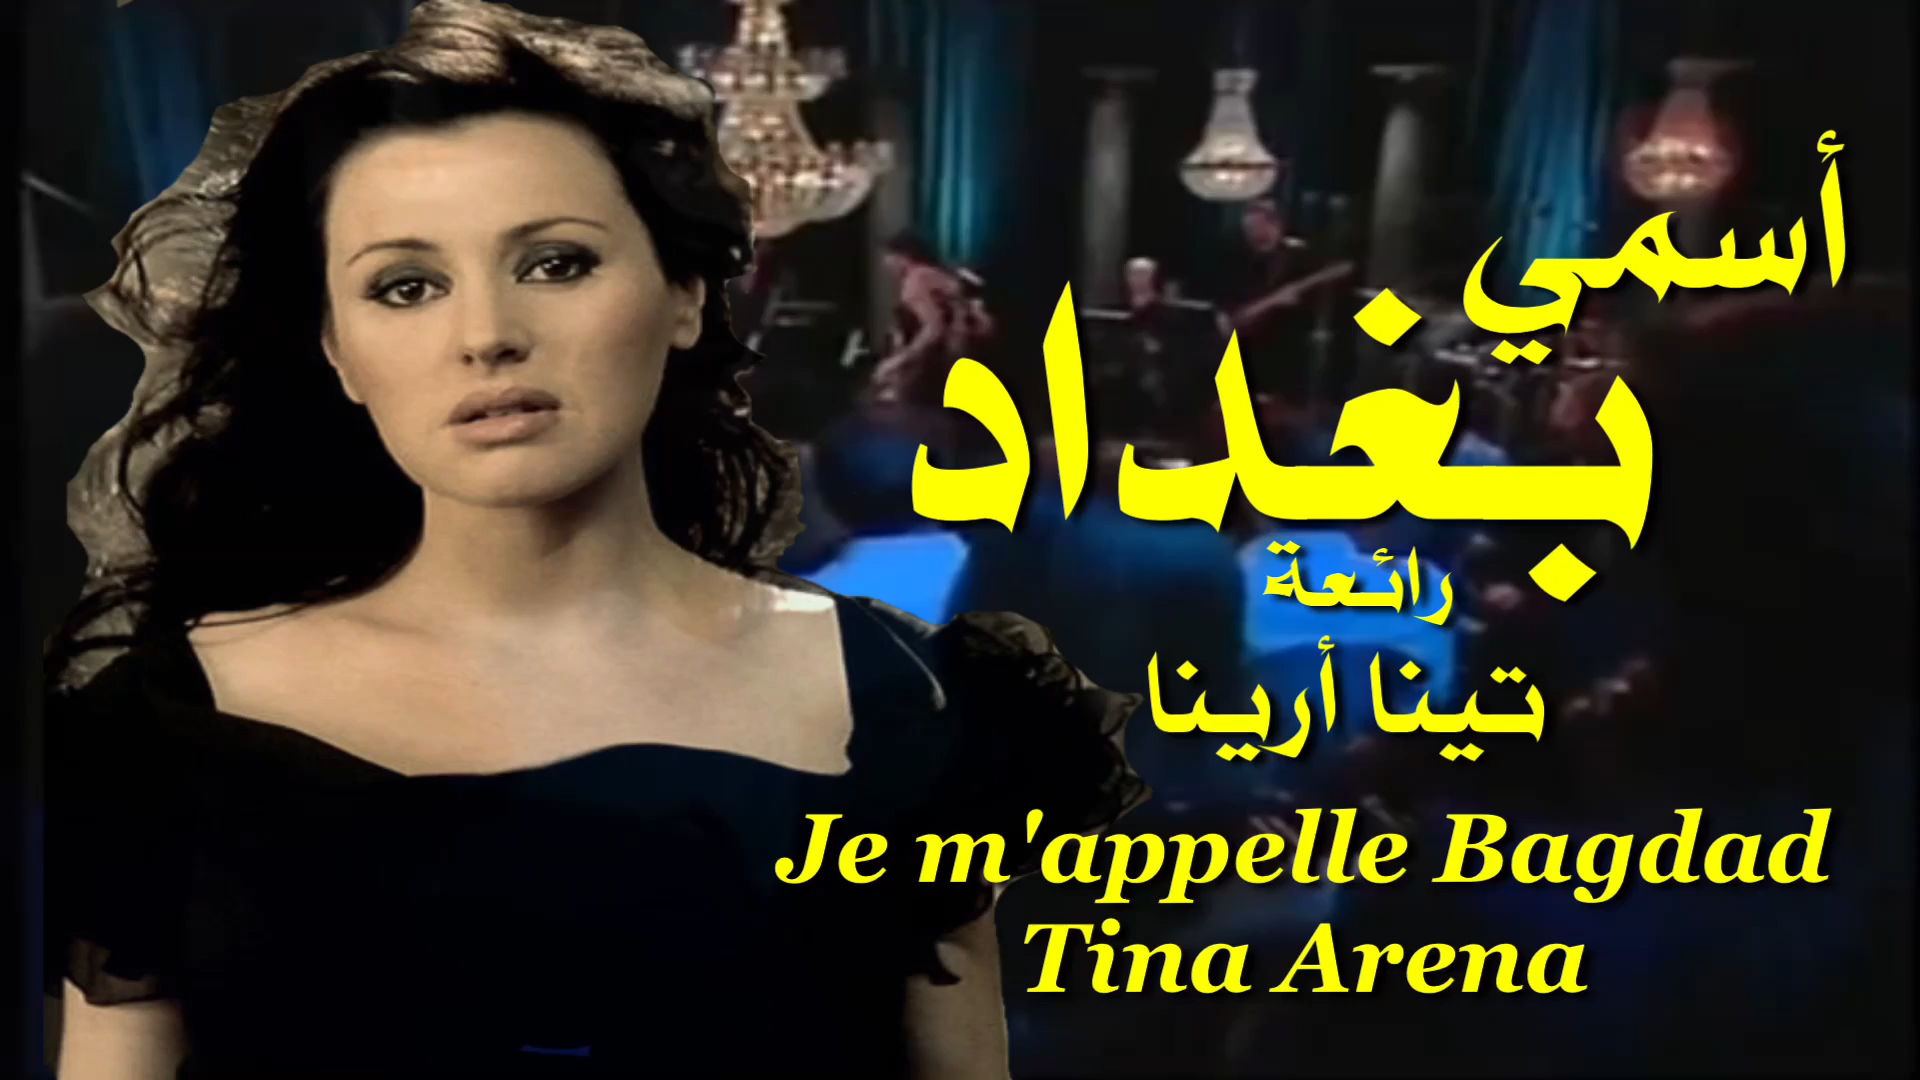 أسمي
بغداد
رائعة
تينا أرينا
Je m'appelle Bagdad
Tina Arena